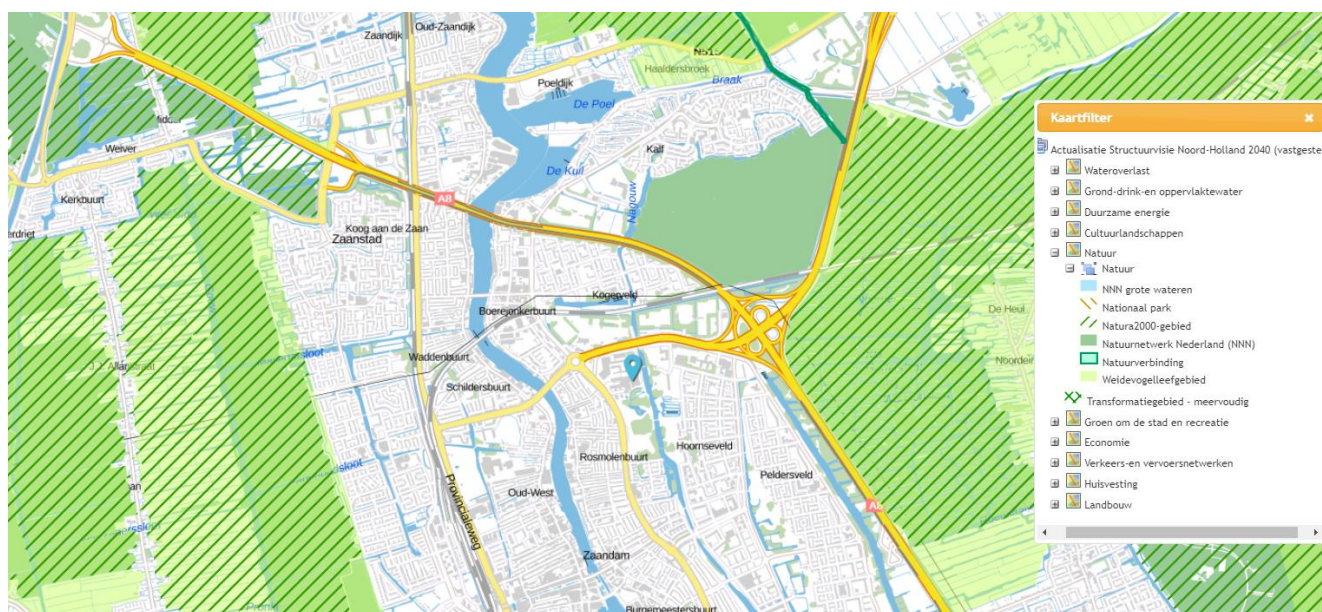 Oud-Zaandijk
Zaandijk
Haaldersbroek
Braak
Poeldijk
De Poel
Kalf
De Kuil
Weiver
Nagouw
A8
Kerkbuurt
Koog aan de Zaan
Zaanstad
Kogerveld
Boerejonkerbuurt
De Heul
Waddenbuurt
J.J. Allanstraat
Schildersbuurt
Hoornseveld
Rosmolenbuurt
Peldersveld
Oud-West
Provincialeweg
Zaandam
Burgemeestersbuurt
Kaartfilter
Actualisatie Structuurvisie Noord-Holland 2040 (vastgeste
Wateroverlast
Grond-drink-en oppervlaktewater
Duurzame energie
Cultuurlandschappen
Natuur
Natuur
NNN grote wateren
Nationaal park
Natura2000-gebied
Natuurnetwerk Nederland (NNN)
Natuurverbinding
Weidevogelleefgebied
Transformatiegebied - meervoudig
Groen om de stad en recreatie
Economie
Verkeers-en vervoersnetwerken
Huisvesting
Landbouw